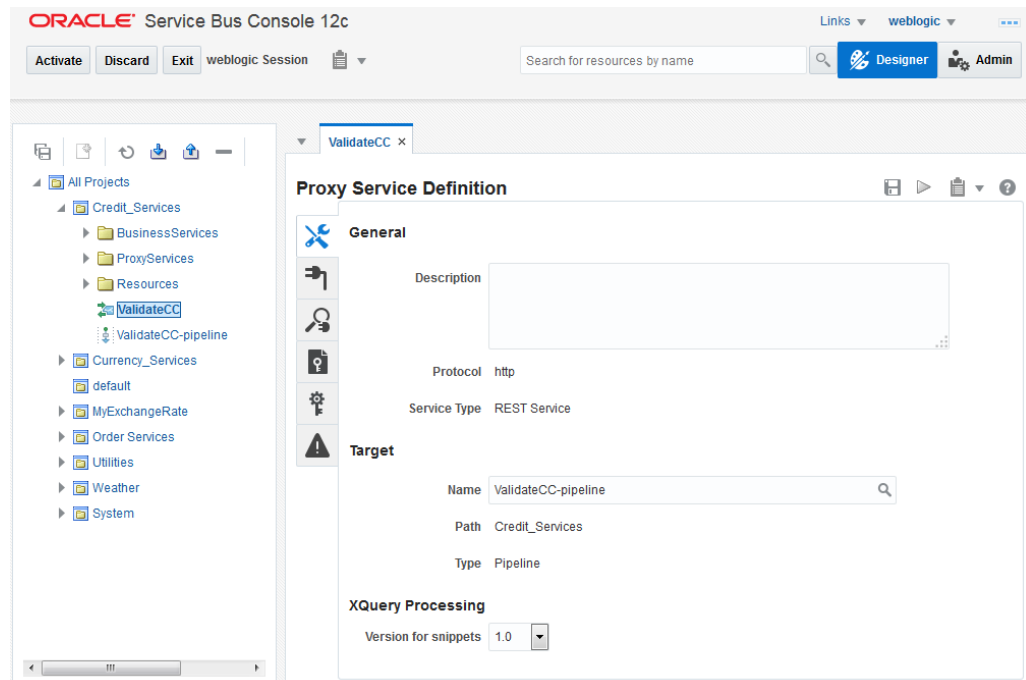 ORACLE Service Bus Console 12c
Links weblogic
Activate Discard Exit weblogic Session Search for resources by name Designer Admin
ValidateCC
All Projects
Credit_Services
BusinessServices
ProxyServices
Resources
ValidateCC
ValidateCC-pipeline
Currency_Services
default
MyExchangeRate
Order Services
Utilities
Weather
System
Proxy Service Definition
General
Description
Protocol http
Service Type REST Service
Target
Name ValidateCC-pipeline
Path Credit_Services
Type Pipeline
XQuery Processing
Version for snippets 1.0